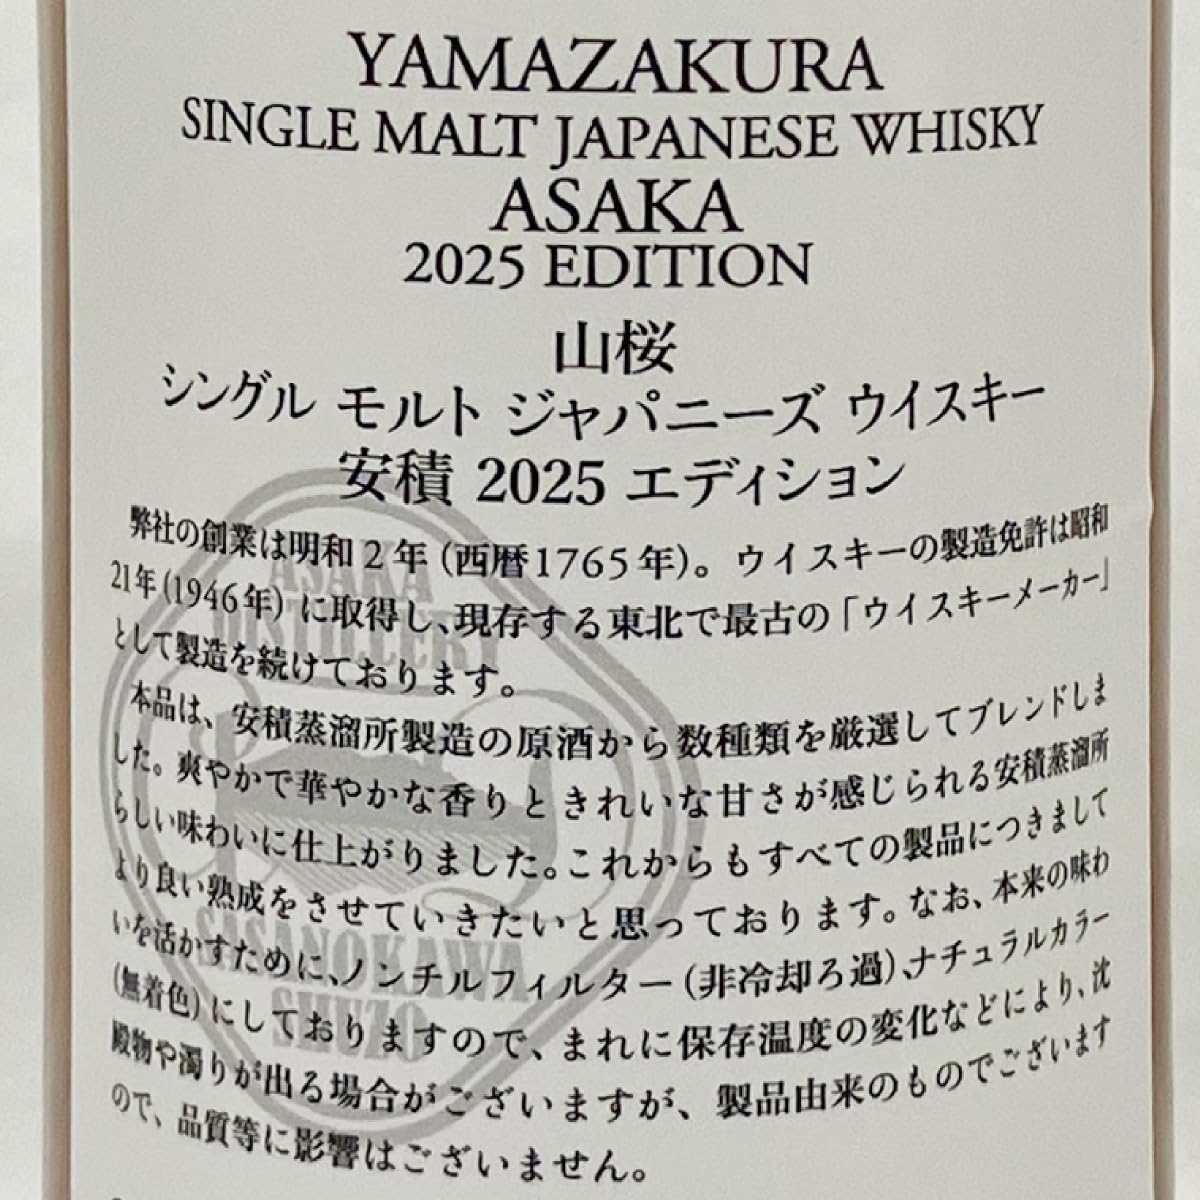 YAMAZAKURA
SINGLE MALT JAPANESE WHISKY
ASAKA
2025 EDITION
山桜
シングル モルト ジャパニーズ ウイスキー
安積 2025 エディション
弊社の創業は明和2年(西暦1765年)。ウイスキーの製造免許は昭和
21年(1946年)に取得し、現存する東北で最古の「ウイスキーメーカー」
として製造を続けております。
本品は、安積蒸溜所製造の原酒から数種類を厳選してブレンドしま
した。爽やかで華やかな香りときれいな甘さが感じられる安積蒸溜所
らしい味わいに仕上がりました。これからもすべての製品につきまして
より良い熟成をさせていきたいと思っております。なお、本来の味わ
いを活かすために、ノンチルフィルター(非冷却ろ過)、ナチュラルカラー
(無着色)にしておりますので、まれに保存温度の変化などにより、沈
殿物や濁りが出る場合がございますが、製品由来のものでございます
ので、品質等に影響はございません。
ASAKA
DISTILLERY
SASANOKAWA
SHUZO